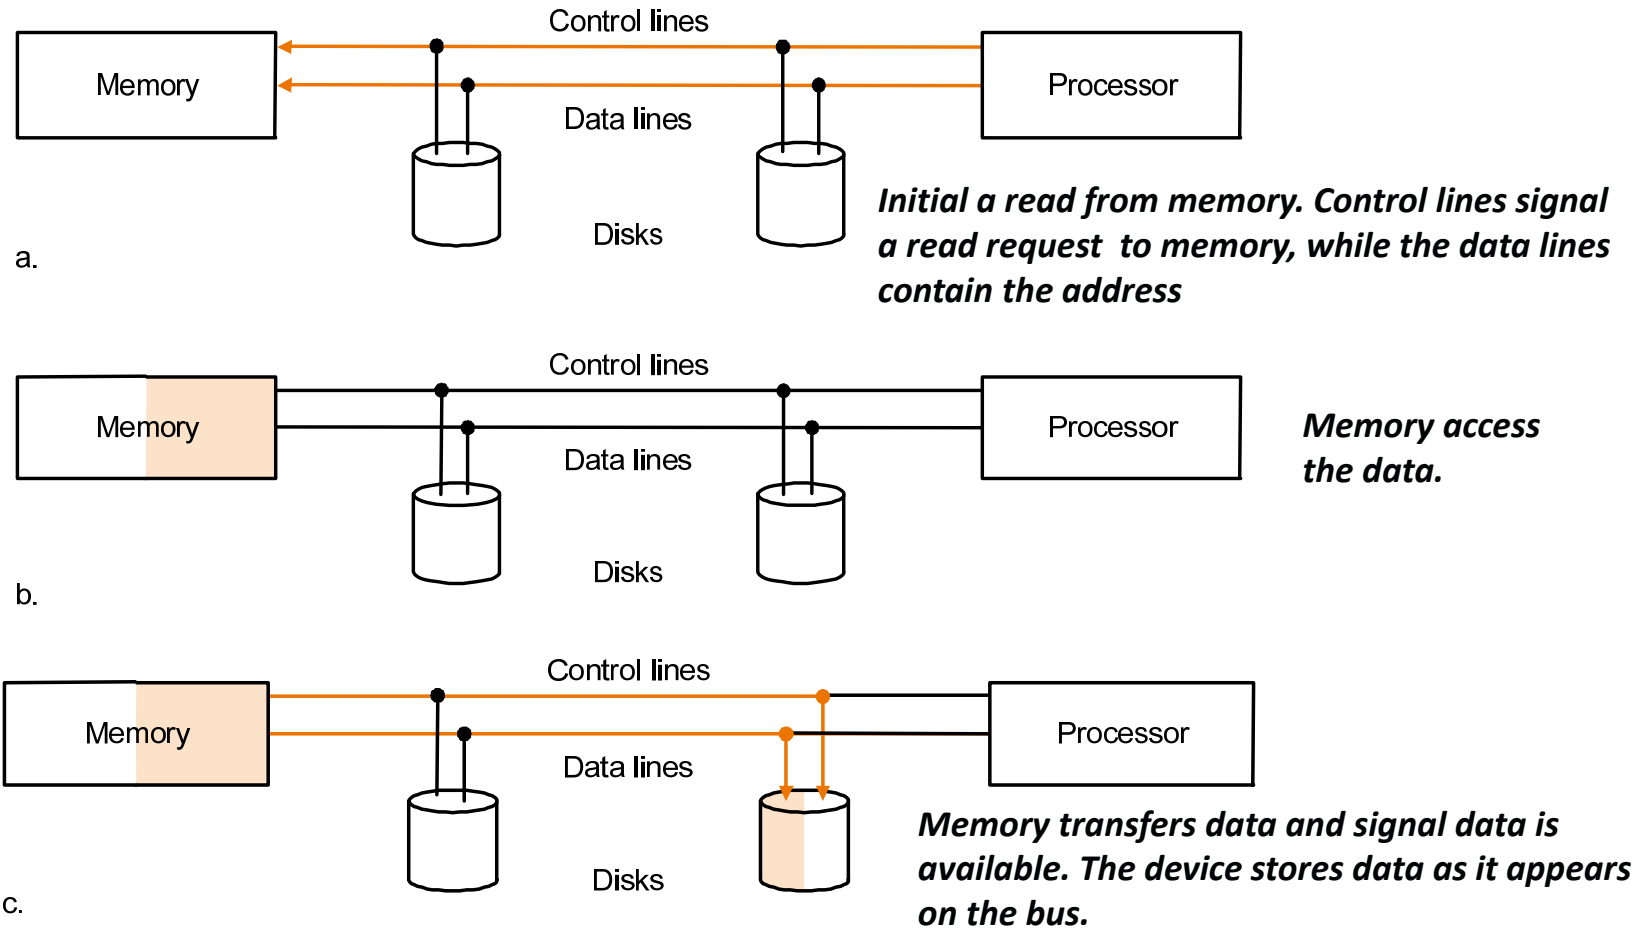 Control lines
Memory
Processor
Data lines
Disks
Initial a read from memory. Control lines signal
a read request to memory, while the data lines
contain the address
a.
Control lines
Memory
Processor
Data lines
Memory access
the data.
Disks
b.
Control lines
Memory
Processor
Data lines
Disks
Memory transfers data and signal data is
available. The device stores data as it appears
on the bus.
c.